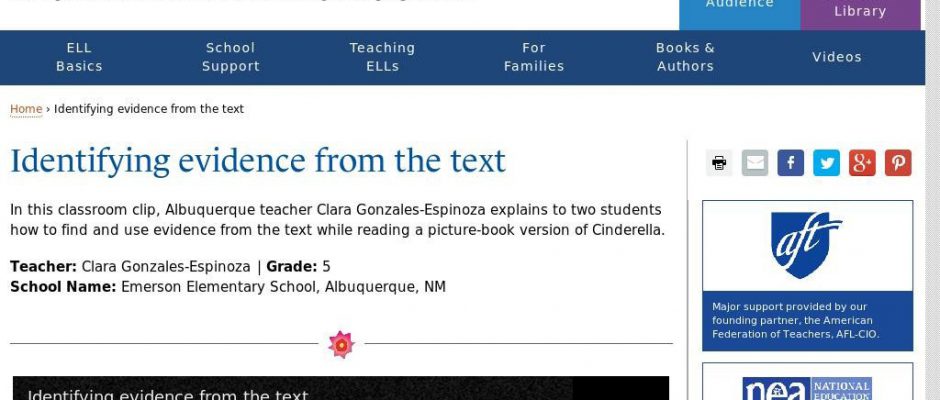 Audience
Library
ELL
Basics
School
Support
Teaching
ELLs
For
Families
Books &
Authors
Videos
Home › Identifying evidence from the text
Identifying evidence from the text
In this classroom clip, Albuquerque teacher Clara Gonzales-Espinoza explains to two students
how to find and use evidence from the text while reading a picture-book version of Cinderella.
Teacher: Clara Gonzales-Espinoza | Grade: 5
School Name: Emerson Elementary School, Albuquerque, NM
aft
Major support provided by our
founding partner, the American
Federation of Teachers, AFL-CIO.
Identifying evidence from the text
nea
NATIONAL
EDUCATION